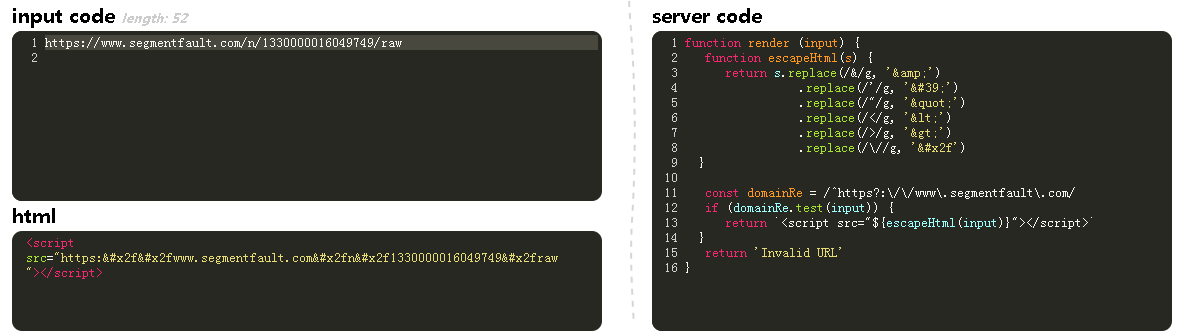 input code length: 52
1 https://www.segmentfault.com/n/1330000016049749/raw
2
html
<script
src="https:&#x2f&#x2fwww.segmentfault.com&#x2fn&#x2f1330000016049749&#x2fraw
"></script>
server code
1 function render (input) {
2 function escapeHtml(s) {
3 return s.replace(/&/g, '&amp;')
4 .replace(/'/g, '&#39;')
5 .replace(/"/g, '&quot;')
6 .replace(/</g, '&lt;')
7 .replace(/>/g, '&gt;')
8 .replace(/\//g, '&#x2f')
9 }
10
11 const domainRe = /^https?:\/\/www\.segmentfault\.com/
12 if (domainRe.test(input)) {
13 return `<script src="${escapeHtml(input)}"></script>`
14 }
15 return 'Invalid URL'
16 }